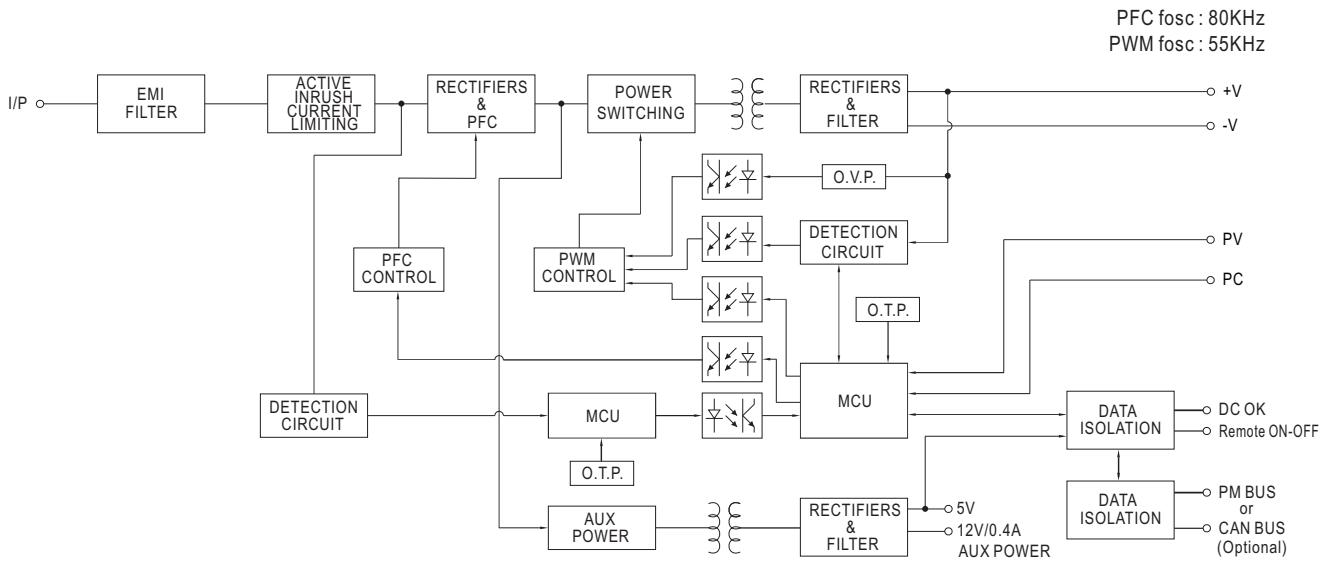 PFC fosc : 80KHz
PWM fosc : 55KHz
I/P
EMI
FILTER
ACTIVE
INRUSH
CURRENT
LIMITING
RECTIFIERS
&
PFC
POWER
SWITCHING
RECTIFIERS
&
FILTER
+V
-V
O.V.P.
DETECTION
CIRCUIT
PFC
CONTROL
PWM
CONTROL
PV
PC
O.T.P.
DETECTION
CIRCUIT
MCU
MCU
DATA
ISOLATION
DC OK
Remote ON-OFF
O.T.P.
AUX
POWER
RECTIFIERS
&
FILTER
5V
12V/0.4A
AUX POWER
DATA
ISOLATION
PM BUS
or
CAN BUS
(Optional)